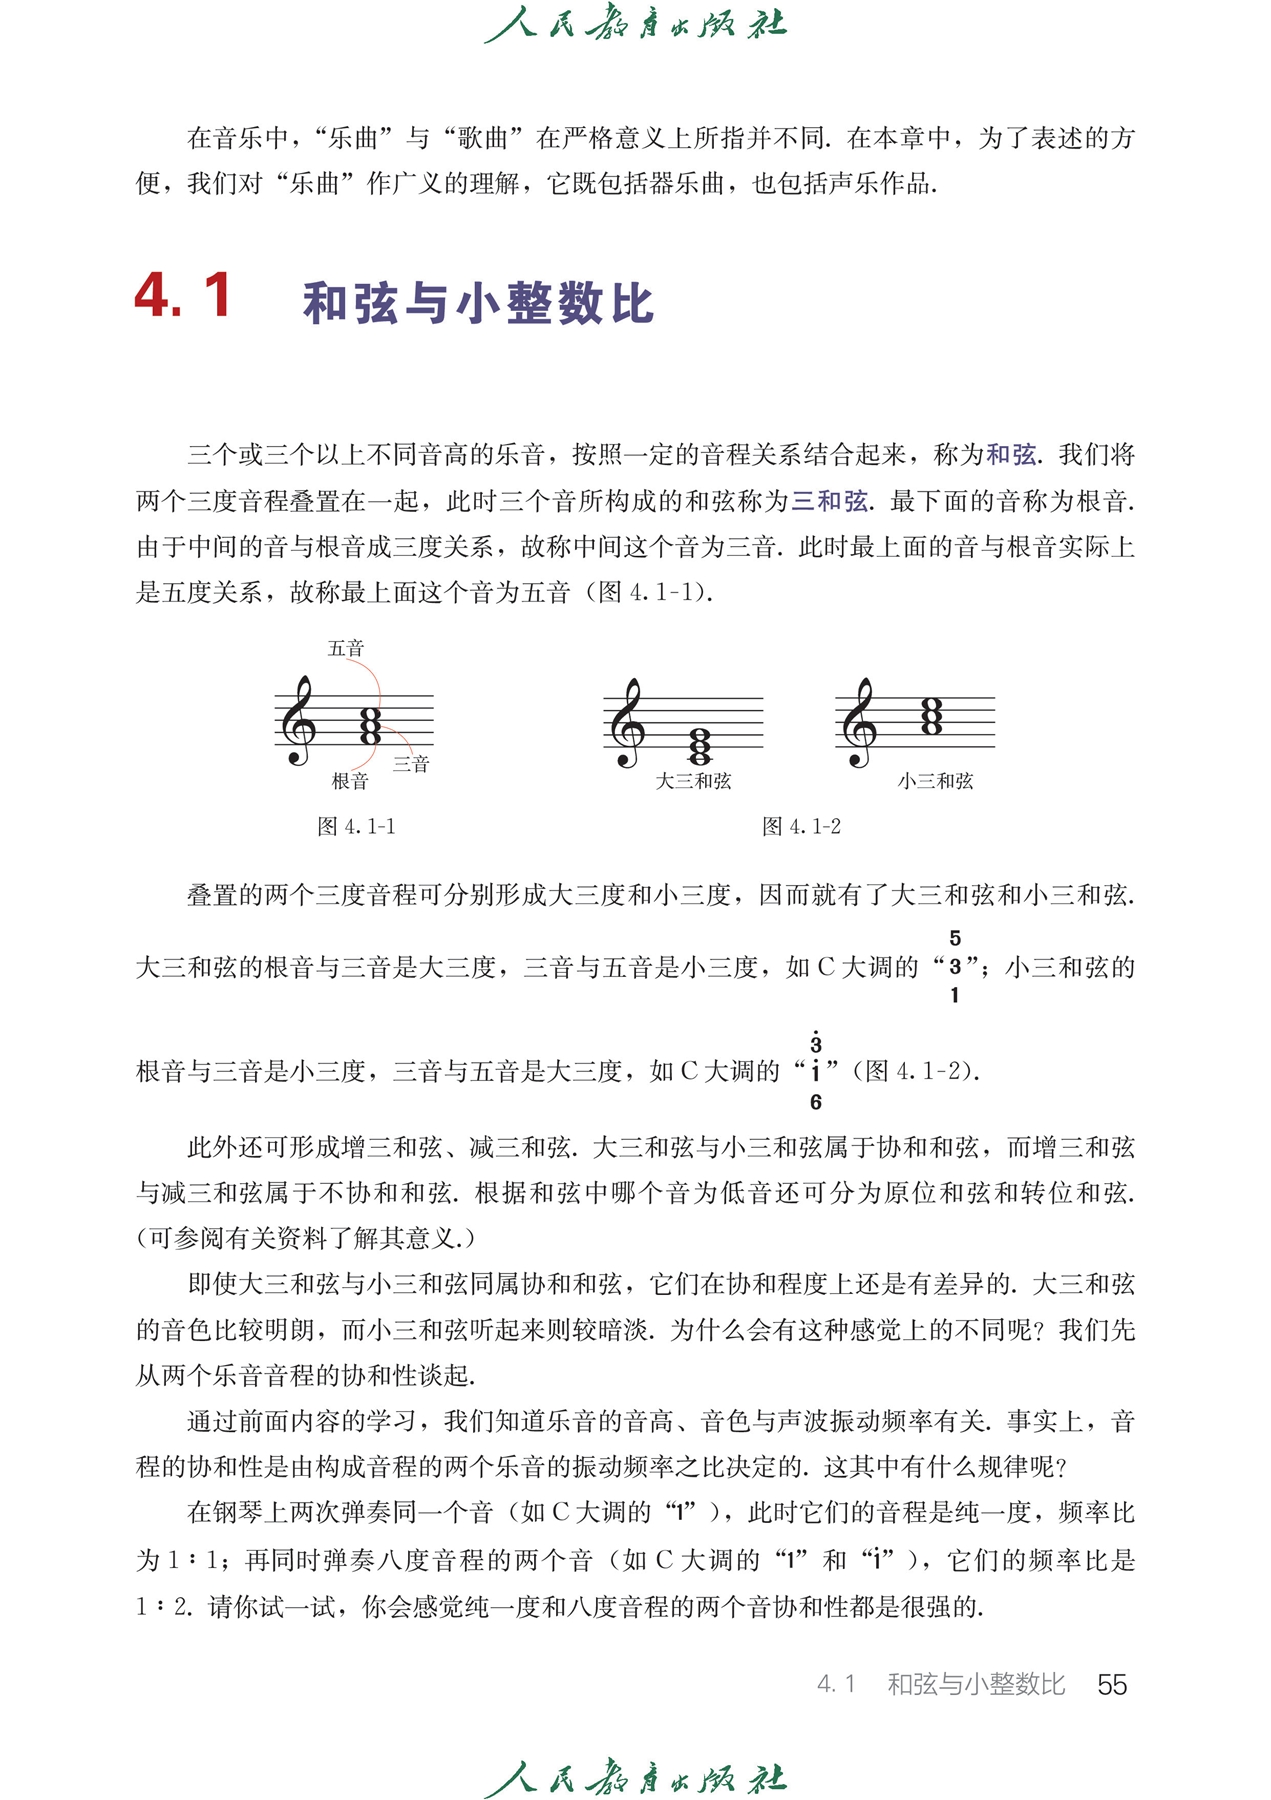 人民教育出版社
在音乐中，“乐曲”与“歌曲”在严格意义上所指并不同. 在本章中，为了表述的方
便，我们对“乐曲”作广义的理解，它既包括器乐曲，也包括声乐作品.
4. 1 和弦与小整数比
三个或三个以上不同音高的乐音，按照一定的音程关系结合起来，称为和弦. 我们将
两个三度音程叠置在一起，此时三个音所构成的和弦称为三和弦. 最下面的音称为根音.
由于中间的音与根音成三度关系，故称中间这个音为三音. 此时最上面的音与根音实际上
是五度关系，故称最上面这个音为五音（图 4. 1-1）.
五音
三音
根音
大三和弦
小三和弦
图 4. 1-1
图 4. 1-2
叠置的两个三度音程可分别形成大三度和小三度，因而就有了大三和弦和小三和弦.
5
大三和弦的根音与三音是大三度，三音与五音是小三度，如 C 大调的“3”；小三和弦的
1
3̇
根音与三音是小三度，三音与五音是大三度，如 C 大调的“1̇”（图 4. 1-2）.
6
此外还可形成增三和弦、减三和弦. 大三和弦与小三和弦属于协和和弦，而增三和弦
与减三和弦属于不协和和弦. 根据和弦中哪个音为低音还可分为原位和弦和转位和弦.
（可参阅有关资料了解其意义.）
即使大三和弦与小三和弦同属协和和弦，它们在协和程度上还是有差异的. 大三和弦
的音色比较明朗，而小三和弦听起来则较暗淡. 为什么会有这种感觉上的不同呢？我们先
从两个乐音音程的协和性谈起.
通过前面内容的学习，我们知道乐音的音高、音色与声波振动频率有关. 事实上，音
程的协和性是由构成音程的两个乐音的振动频率之比决定的. 这其中有什么规律呢？
在钢琴上两次弹奏同一个音（如 C 大调的“1”），此时它们的音程是纯一度，频率比
为 1∶1；再同时弹奏八度音程的两个音（如 C 大调的“1”和“1̇”），它们的频率比是
1∶2. 请你试一试，你会感觉纯一度和八度音程的两个音协和性都是很强的.
4. 1 和弦与小整数比 55
人民教育出版社